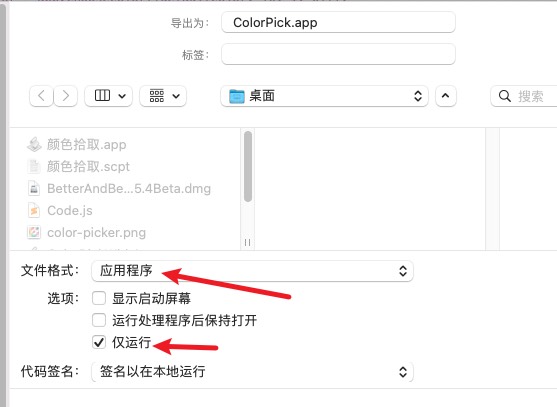 导出为: ColorPick.app
标签:
桌面
搜索
颜色拾取.app
颜色拾取.scpt
BetterAndBe...5.4Beta.dmg
Code.js
color-picker.png
文件格式: 应用程序
选项: 显示启动屏幕
运行处理程序后保持打开
仅运行
代码签名: 签名以在本地运行